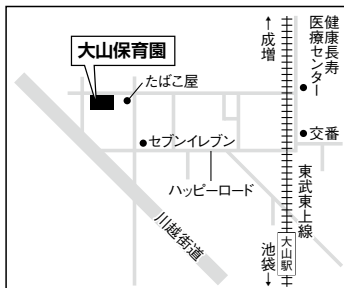 ↑成増
健康長寿
医療センター
大山保育園
たばこ屋
交番
セブンイレブン
東武東上線
ハッピーロード
川越街道
大山駅
池袋↓